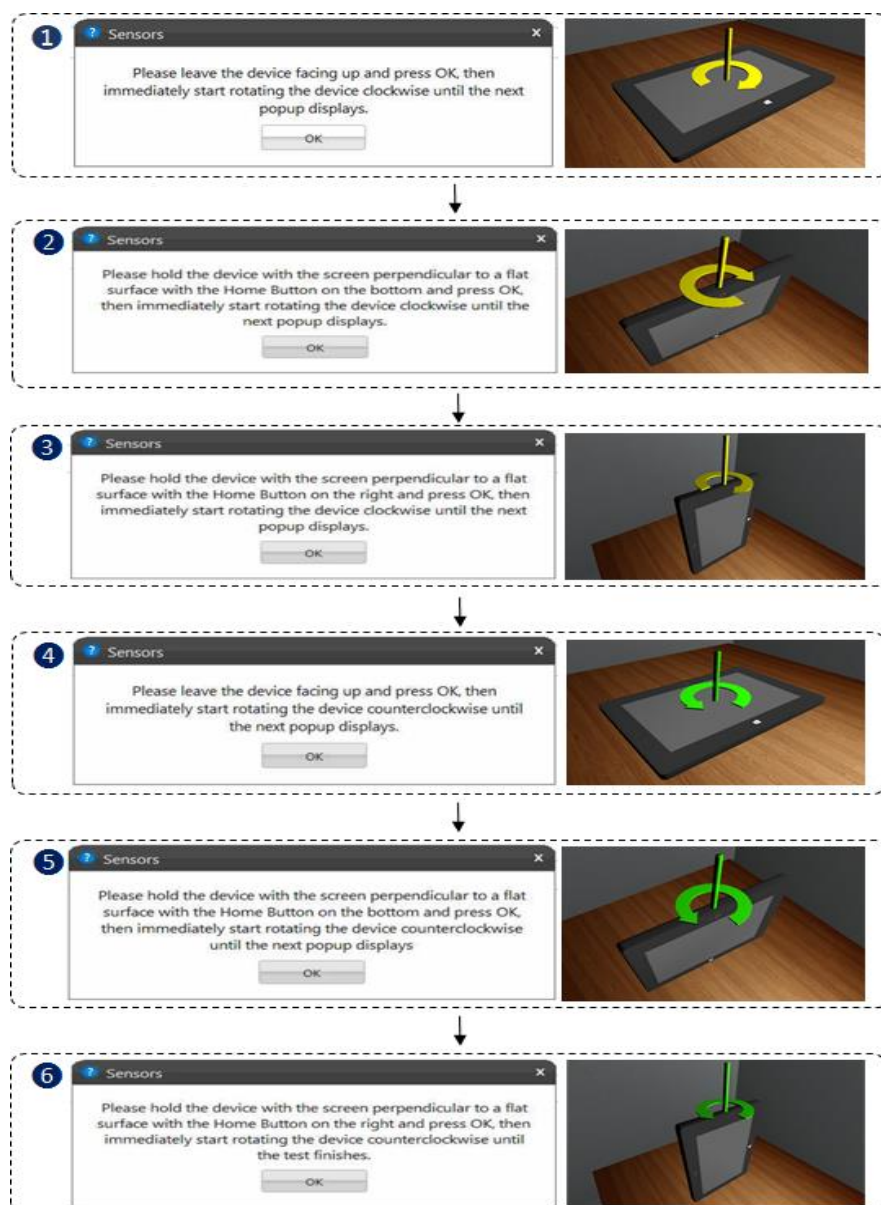 1
? Sensors x
Please leave the device facing up and press OK, then
immediately start rotating the device clockwise until the next
popup displays.
OK
2
? Sensors x
Please hold the device with the screen perpendicular to a flat
surface with the Home Button on the bottom and press OK,
then immediately start rotating the device clockwise until the
next popup displays.
OK
3
? Sensors x
Please hold the device with the screen perpendicular to a flat
surface with the Home Button on the right and press OK, then
immediately start rotating the device clockwise until the next
popup displays.
OK
4
? Sensors x
Please leave the device facing up and press OK, then
immediately start rotating the device counterclockwise until
the next popup displays.
OK
5
? Sensors x
Please hold the device with the screen perpendicular to a flat
surface with the Home Button on the bottom and press OK,
then immediately start rotating the device counterclockwise
until the next popup displays
OK
6
? Sensors x
Please hold the device with the screen perpendicular to a flat
surface with the Home Button on the right and press OK, then
immediately start rotating the device counterclockwise until
the test finishes.
OK